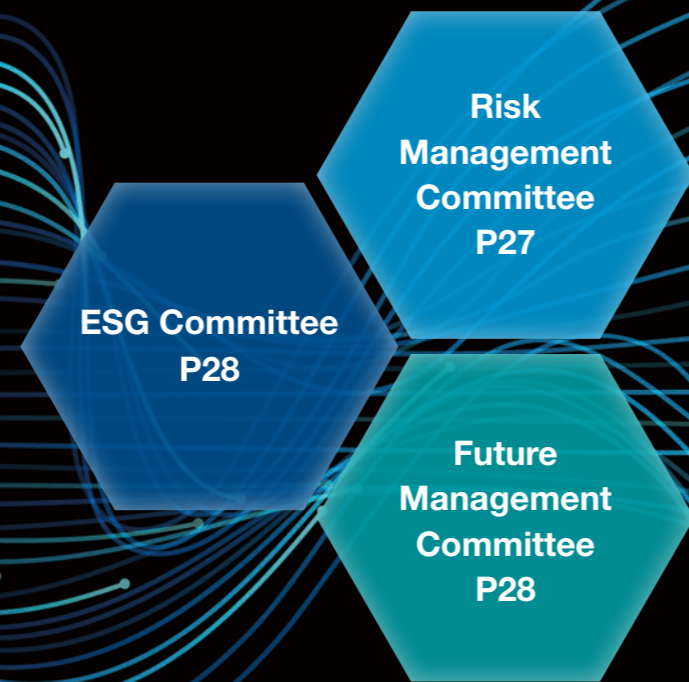 Risk
Management
Committee
P27
ESG Committee
P28
Future
Management
Committee
P28